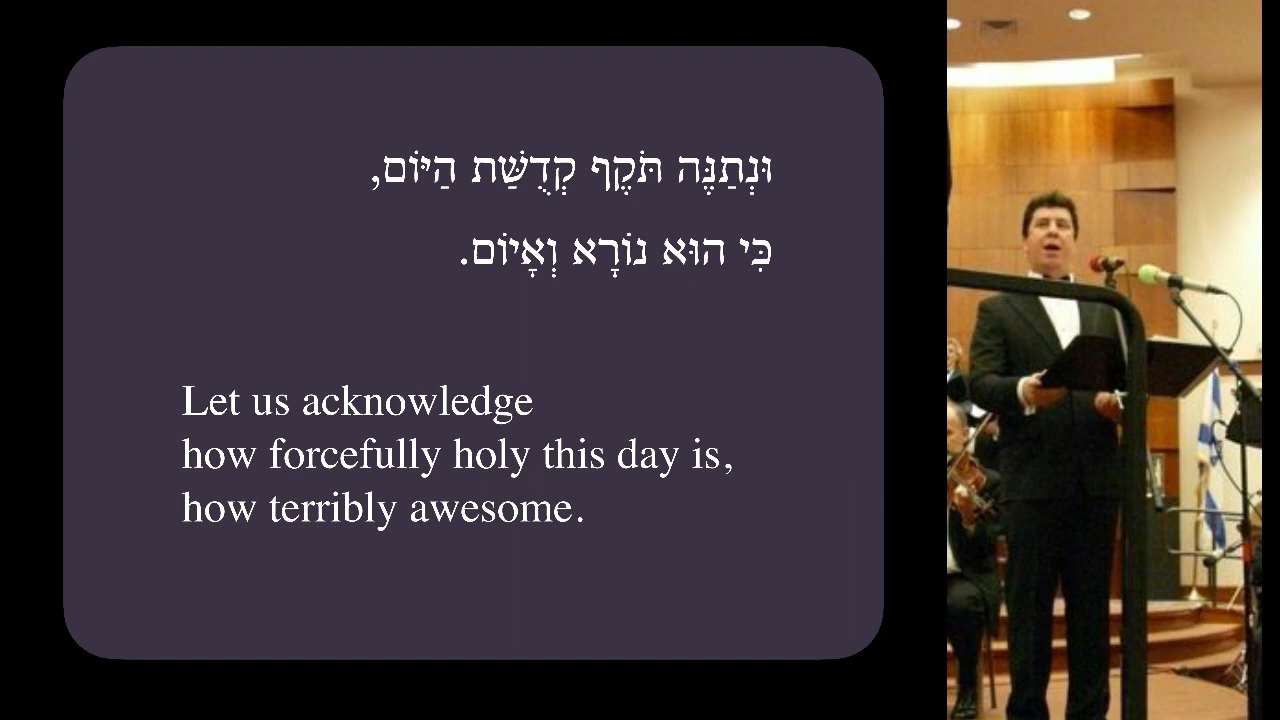 וּנְתַנֶּה תֹּקֶף קְדֻשַּׁת הַיּוֹם,
כִּי הוּא נוֹרָא וְאָיוֹם.
Let us acknowledge
how forcefully holy this day is,
how terribly awesome.